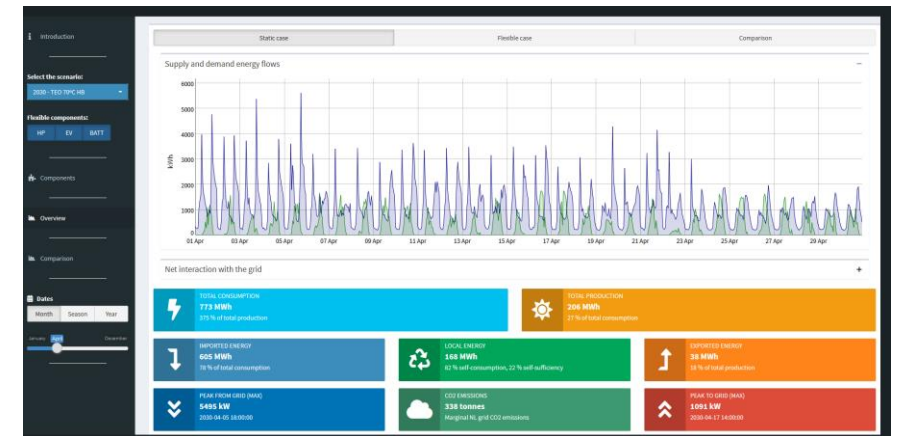 Introduction
Static case
Flexible case
Comparison
Select the scenario:
2030 - TEO 70°C HB
Flexible components:
HP
EV
BATT
Components
Overview
Comparison
Dates
Month
Season
Year
January
April
December
Supply and demand energy flows
−
kWh
6000
5000
4000
3000
2000
1000
0
01 Apr
03 Apr
05 Apr
07 Apr
09 Apr
11 Apr
13 Apr
15 Apr
17 Apr
19 Apr
21 Apr
23 Apr
25 Apr
27 Apr
29 Apr
Net interaction with the grid
+
TOTAL CONSUMPTION
773 MWh
375 % of total production
TOTAL PRODUCTION
206 MWh
27 % of total consumption
IMPORTED ENERGY
605 MWh
78 % of total consumption
LOCAL ENERGY
168 MWh
82 % self-consumption, 22 % self-sufficiency
EXPORTED ENERGY
38 MWh
18 % of total production
PEAK FROM GRID (MAX)
5495 kW
2030-04-05 18:00:00
CO2 EMISSIONS
338 tonnes
Marginal NL grid CO2 emissions
PEAK TO GRID (MAX)
1091 kW
2030-04-17 14:00:00